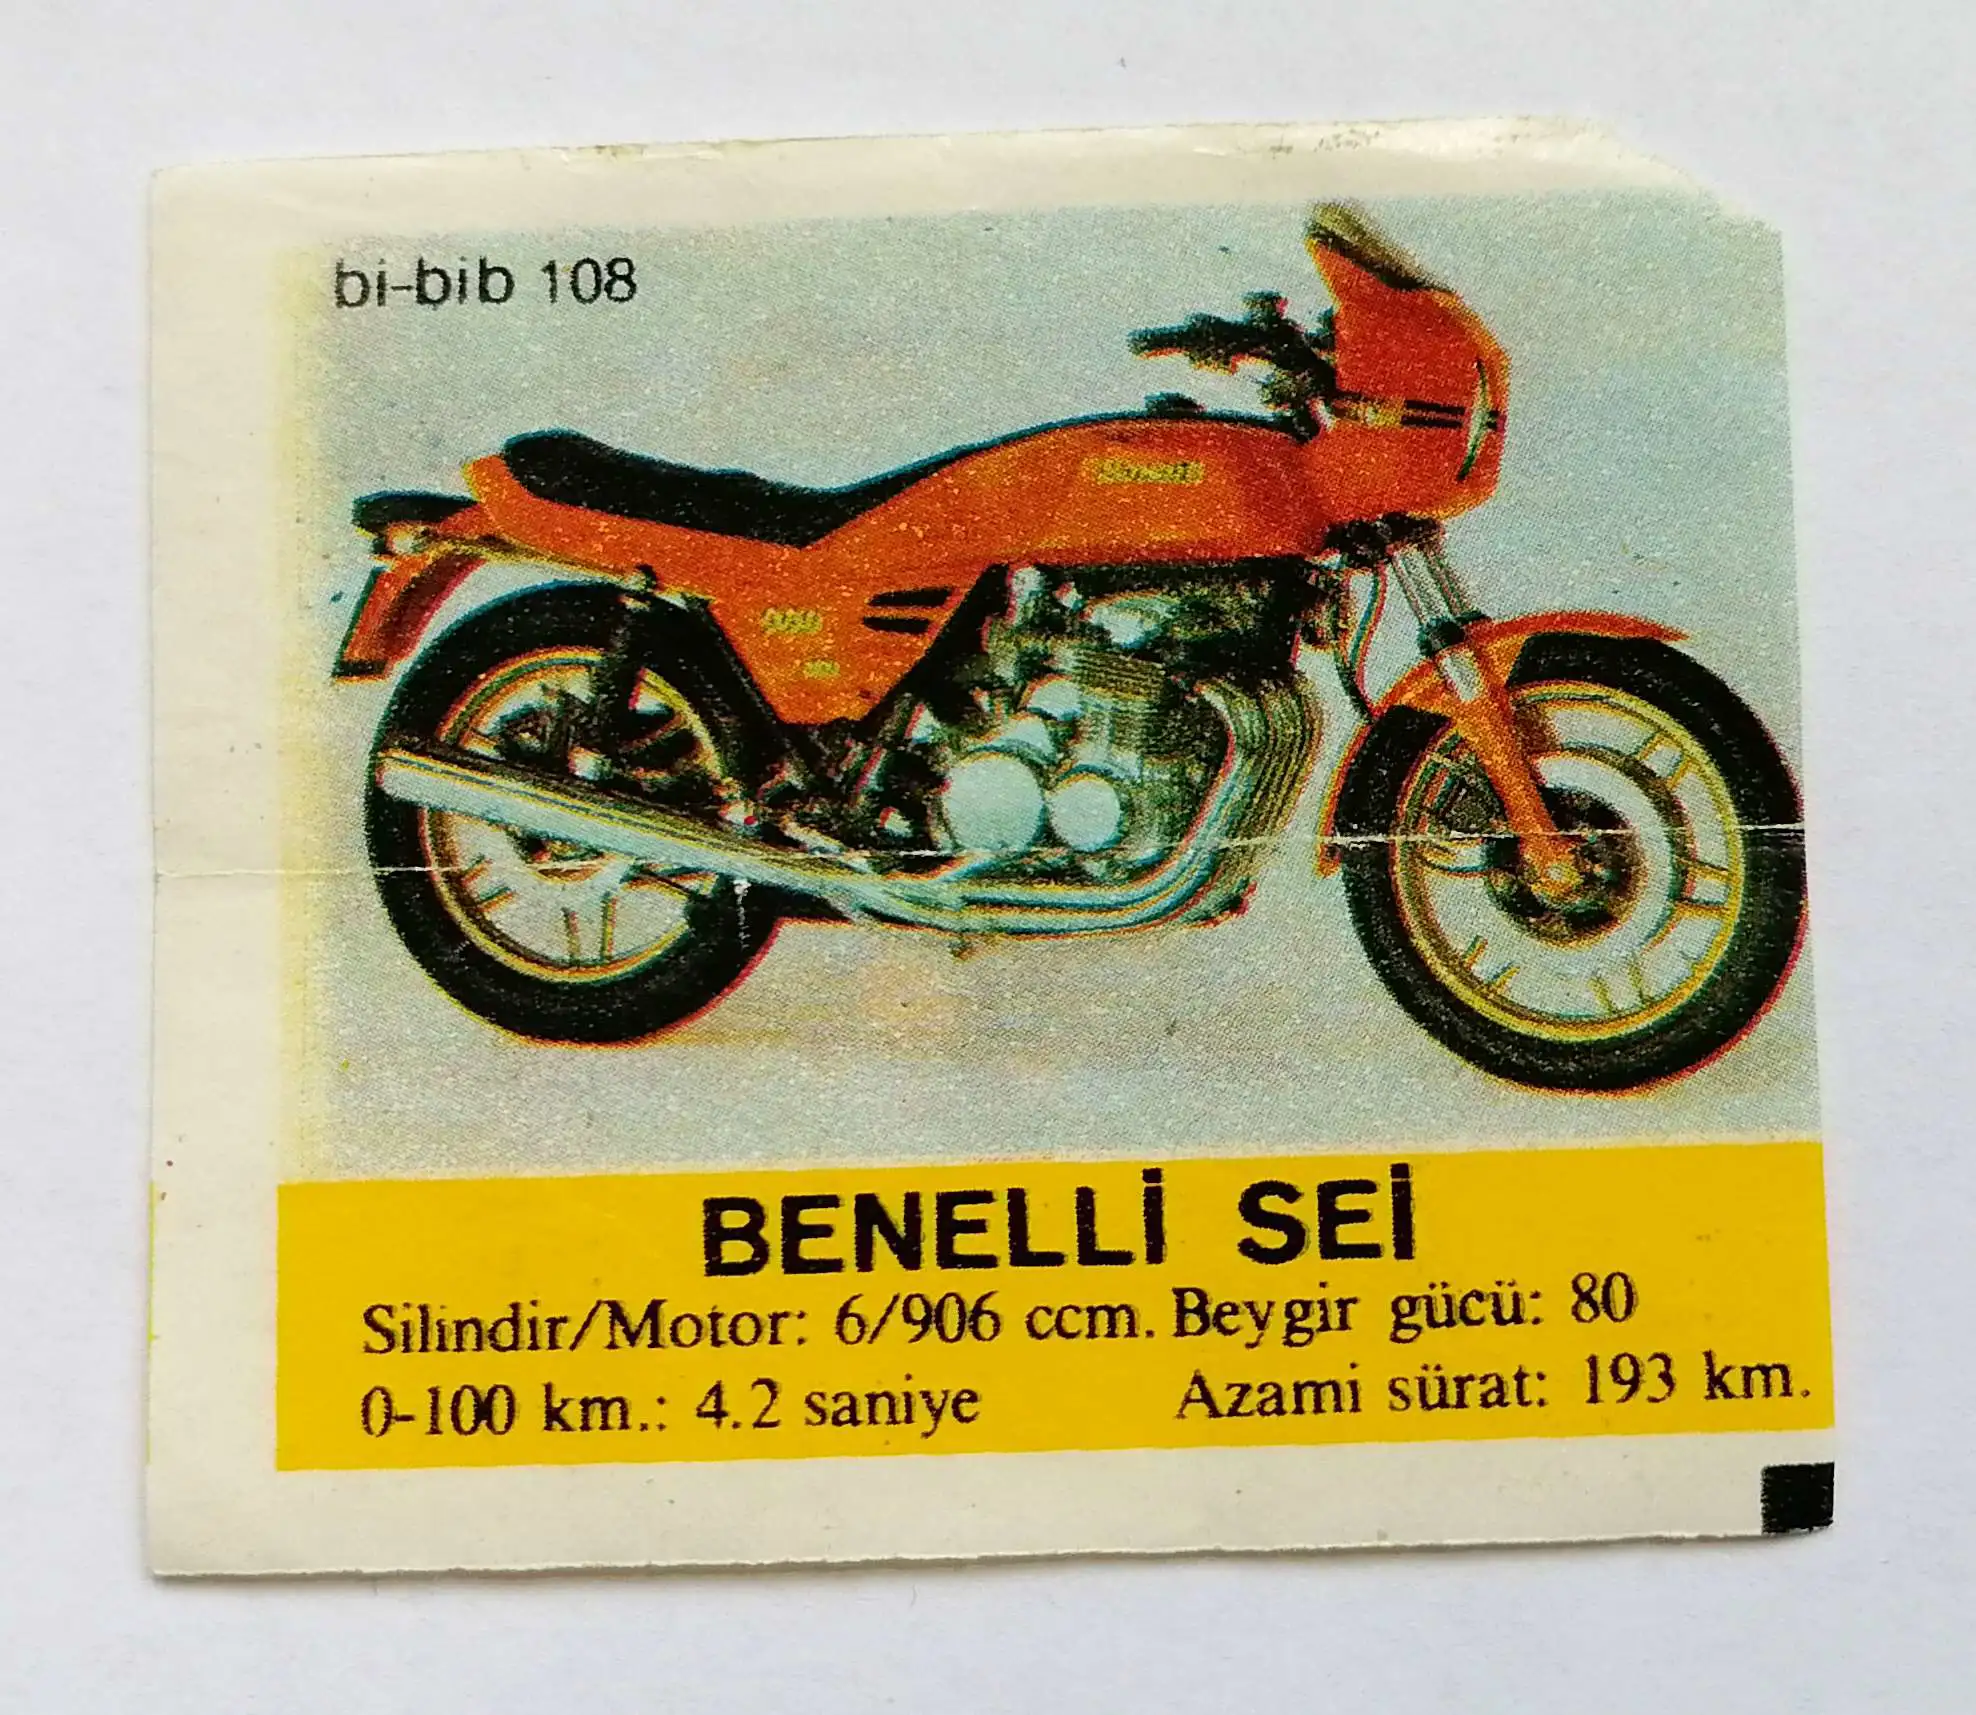 bi-bib 108
BENELLİ SEİ
Silindir/Motor: 6/906 ccm. Beygir gücü: 80
0-100 km.: 4.2 saniye Azami sürat: 193 km.